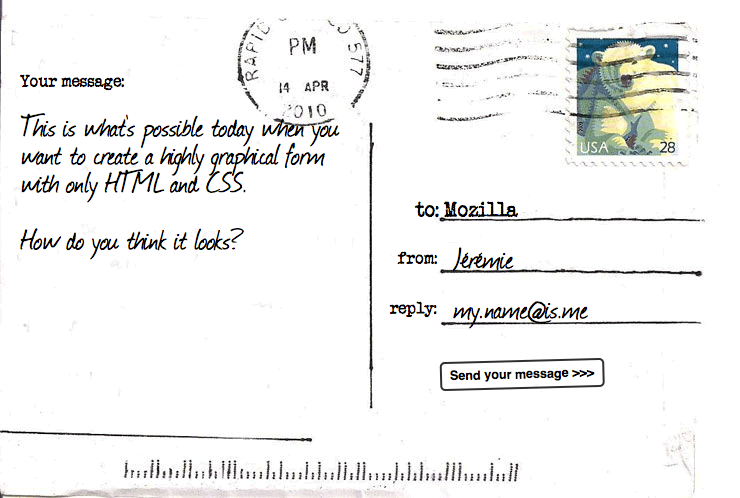 RAPID
577
PM
14 APR
2010
USA 28
Your message:
This is what's possible today when you
want to create a highly graphical form
with only HTML and CSS.
How do you think it looks?
to: Mozilla
from: Jérémie
reply: my.name@is.me
Send your message >>>